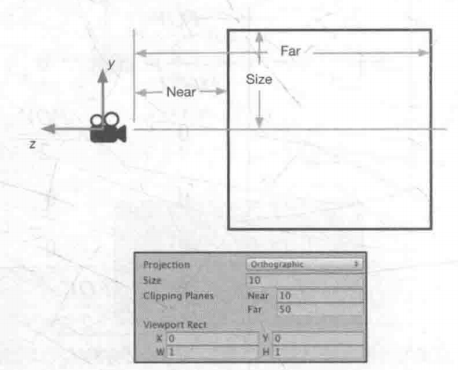 Far
y
Size
Near
z
Projection Orthographic
Size 10
Clipping Planes Near 10
Far 50
Viewport Rect
X 0 Y 0
W 1 H 1